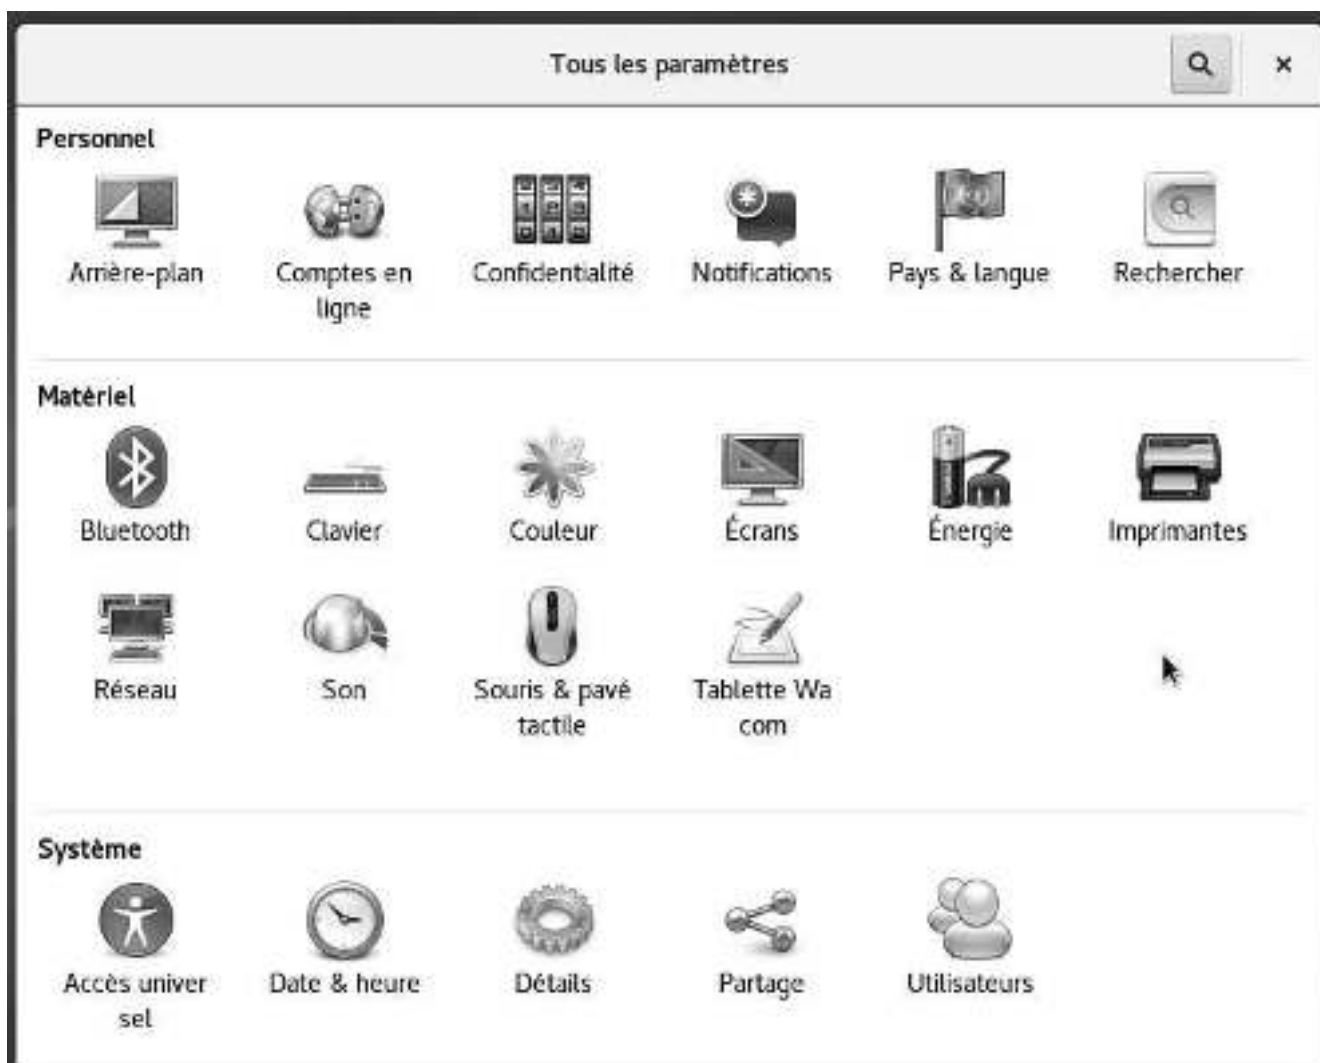 Tous les paramètres
Personnel
Arrière-plan
Comptes en
ligne
Confidentialité
Notifications
Pays & langue
Rechercher
Matériel
Bluetooth
Clavier
Couleur
Écrans
Énergie
Imprimantes
Réseau
Son
Souris & pavé
tactile
Tablette Wa
com
Système
Accès univer
sel
Date & heure
Détails
Partage
Utilisateurs